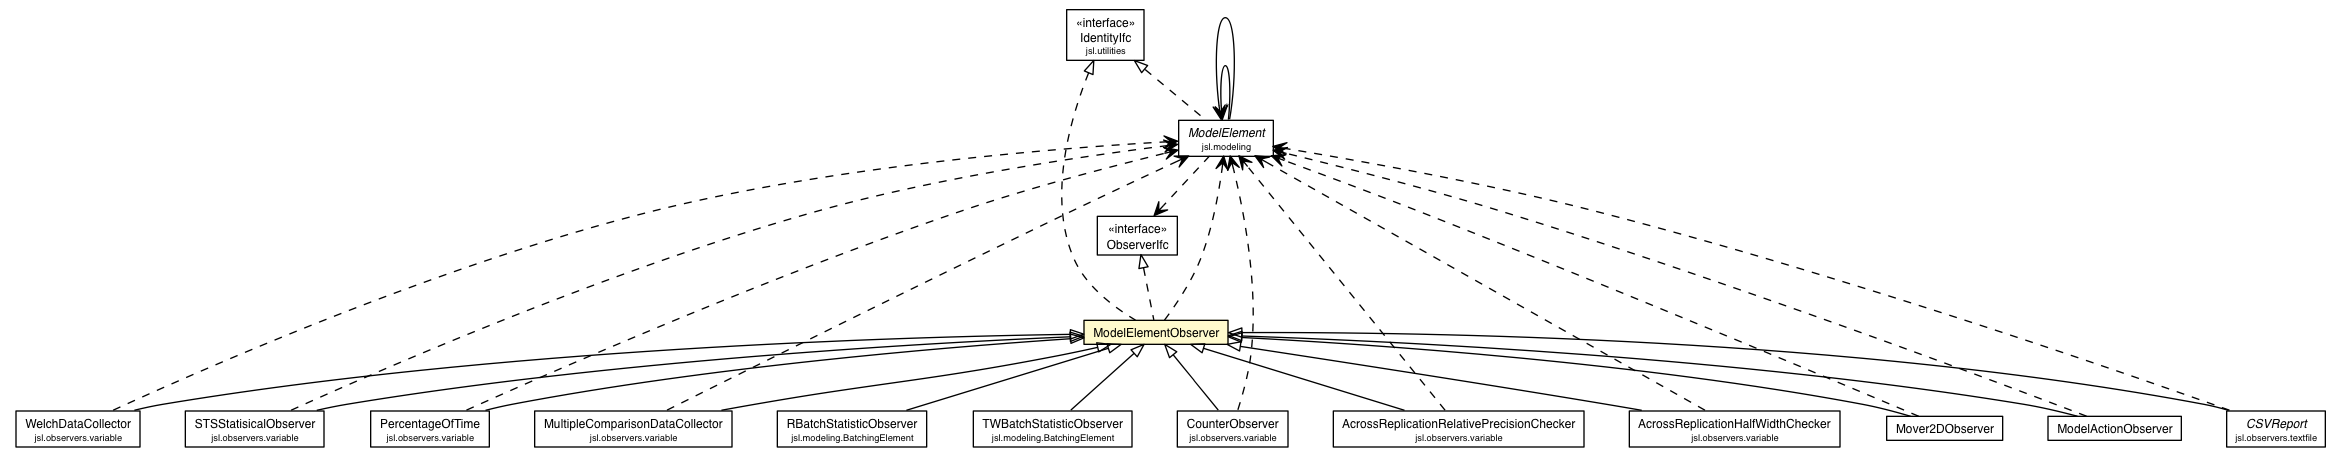 «interface»
IdentityIfc
jsl.utilities
ModelElement
jsl.modeling
«interface»
ObserverIfc
ModelElementObserver
WelchDataCollector
jsl.observers.variable
STSStatisicalObserver
jsl.observers.variable
PercentageOfTime
jsl.observers.variable
MultipleComparisonDataCollector
jsl.observers.variable
RBatchStatisticObserver
jsl.modeling.BatchingElement
TWBatchStatisticObserver
jsl.modeling.BatchingElement
CounterObserver
jsl.observers.variable
AcrossReplicationRelativePrecisionChecker
jsl.observers.variable
AcrossReplicationHalfWidthChecker
jsl.observers.variable
Mover2DObserver
ModelActionObserver
CSVReport
jsl.observers.textfile